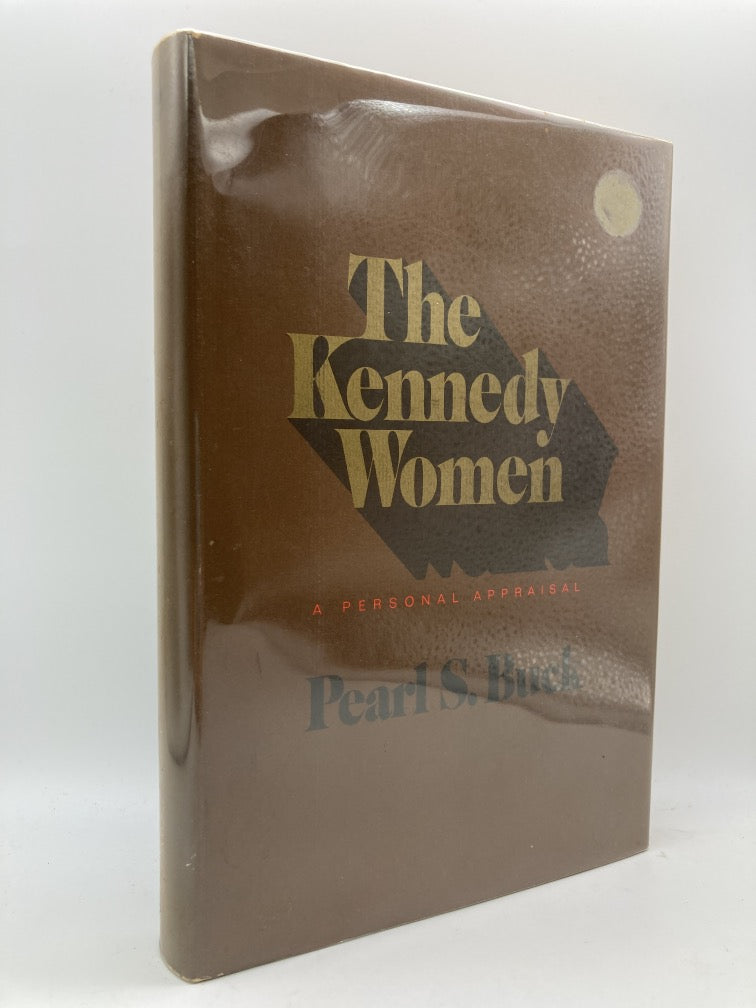 The
Kennedy
Women
A PERSONAL APPRAISAL
Pearl S. Buck